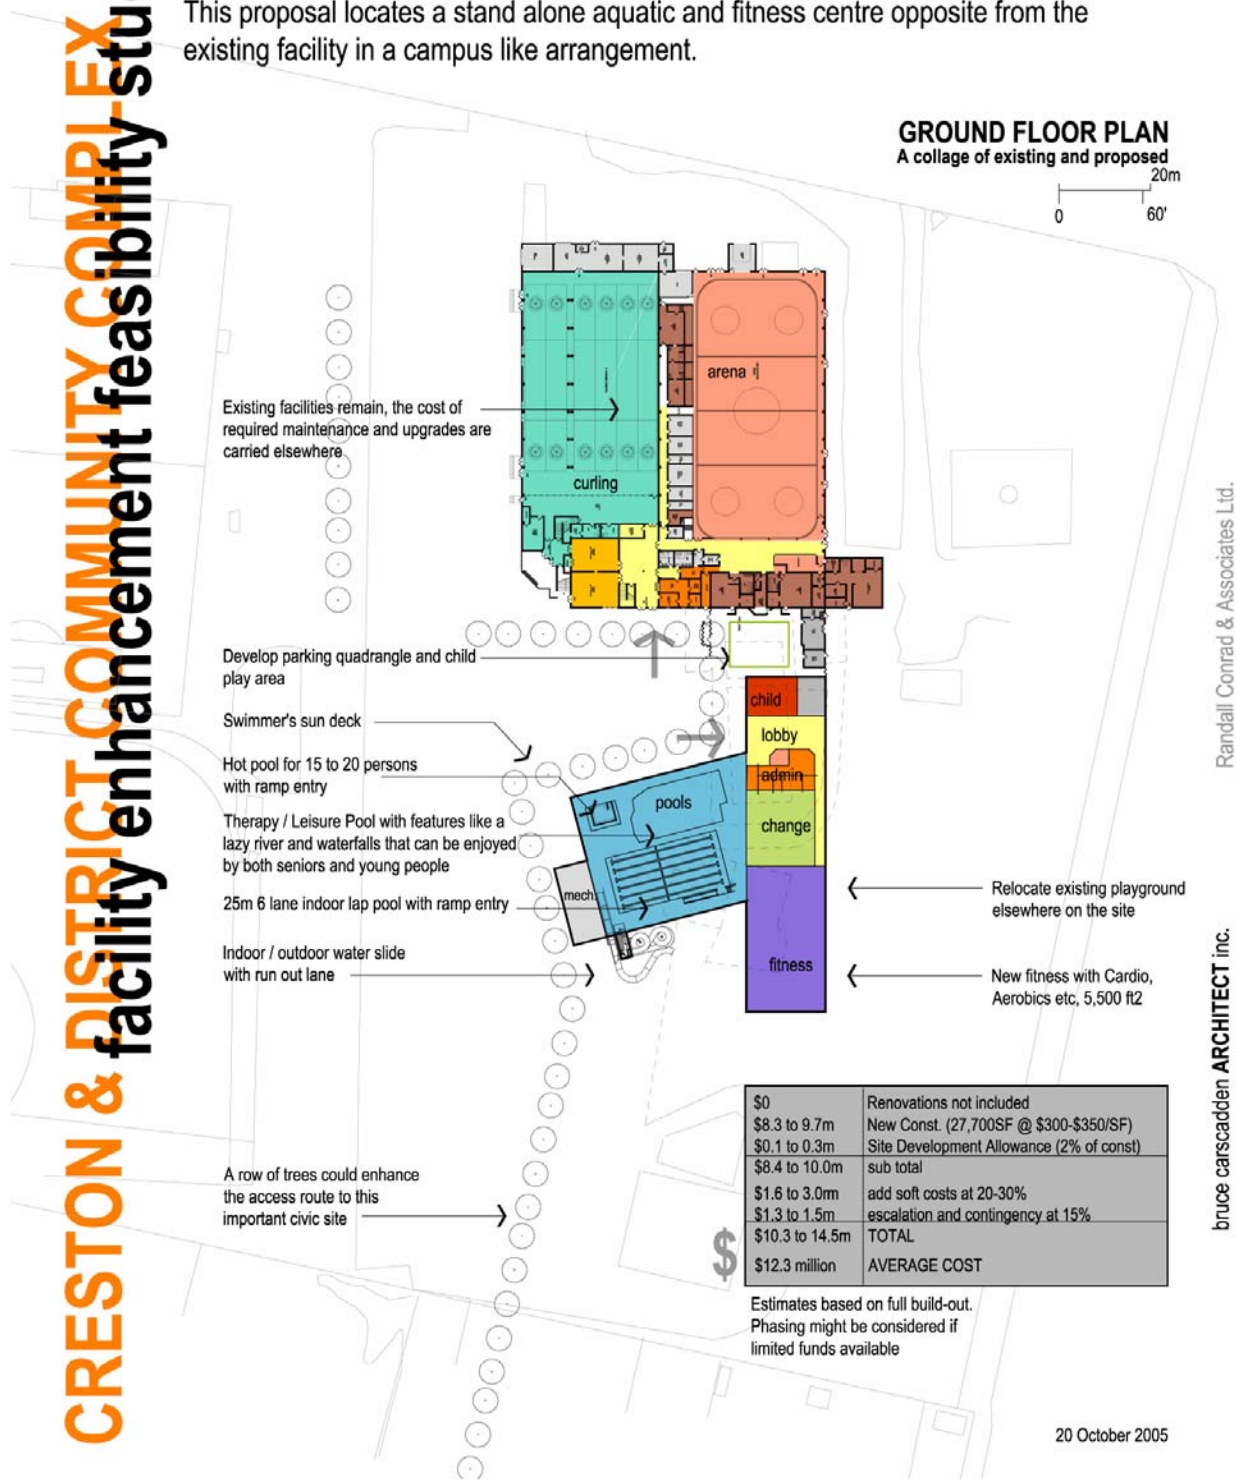 This proposal locates a stand alone aquatic and fitness centre opposite from the
existing facility in a campus like arrangement.
CRESTON & DISTRICT COMMUNITY COMPLEX
facility enhancement feasibility stu
GROUND FLOOR PLAN
A collage of existing and proposed
20m
0
60'
arena
Existing facilities remain, the cost of
required maintenance and upgrades are
carried elsewhere
curling
Develop parking quadrangle and child
play area
child
Swimmer's sun deck
lobby
Hot pool for 15 to 20 persons
with ramp entry
admin
pools
Therapy / Leisure Pool with features like a
lazy river and waterfalls that can be enjoyed
by both seniors and young people
change
mech.
25m 6 lane indoor lap pool with ramp entry
Relocate existing playground
elsewhere on the site
Indoor / outdoor water slide
with run out lane
fitness
New fitness with Cardio,
Aerobics etc, 5,500 ft2
A row of trees could enhance
the access route to this
important civic site
$
$0 Renovations not included
$8.3 to 9.7m New Const. (27,700SF @ $300-$350/SF)
$0.1 to 0.3m Site Development Allowance (2% of const)
$8.4 to 10.0m sub total
$1.6 to 3.0rm add soft costs at 20-30%
$1.3 to 1.5m escalation and contingency at 15%
$10.3 to 14.5m TOTAL
$12.3 million AVERAGE COST
Estimates based on full build-out.
Phasing might be considered if
limited funds available
20 October 2005
Randall Conrad & Associates Ltd.
bruce carscadden ARCHITECT inc.